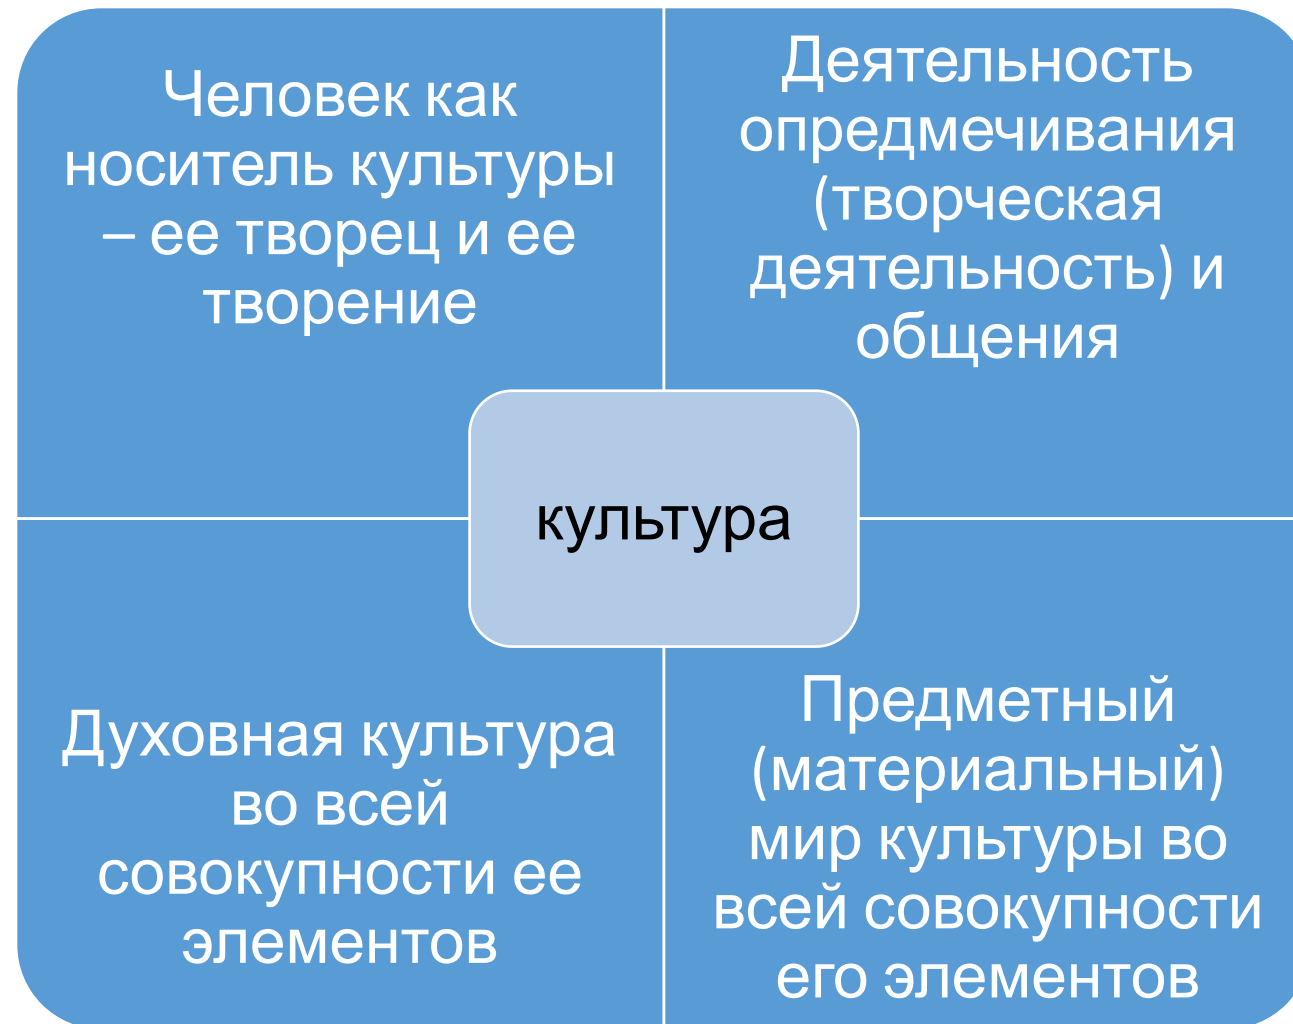 Человек как
носитель культуры
– ее творец и ее
творение
Деятельность
опредмечивания
(творческая
деятельность) и
общения
культура
Духовная культура
во всей
совокупности ее
элементов
Предметный
(материальный)
мир культуры во
всей совокупности
его элементов